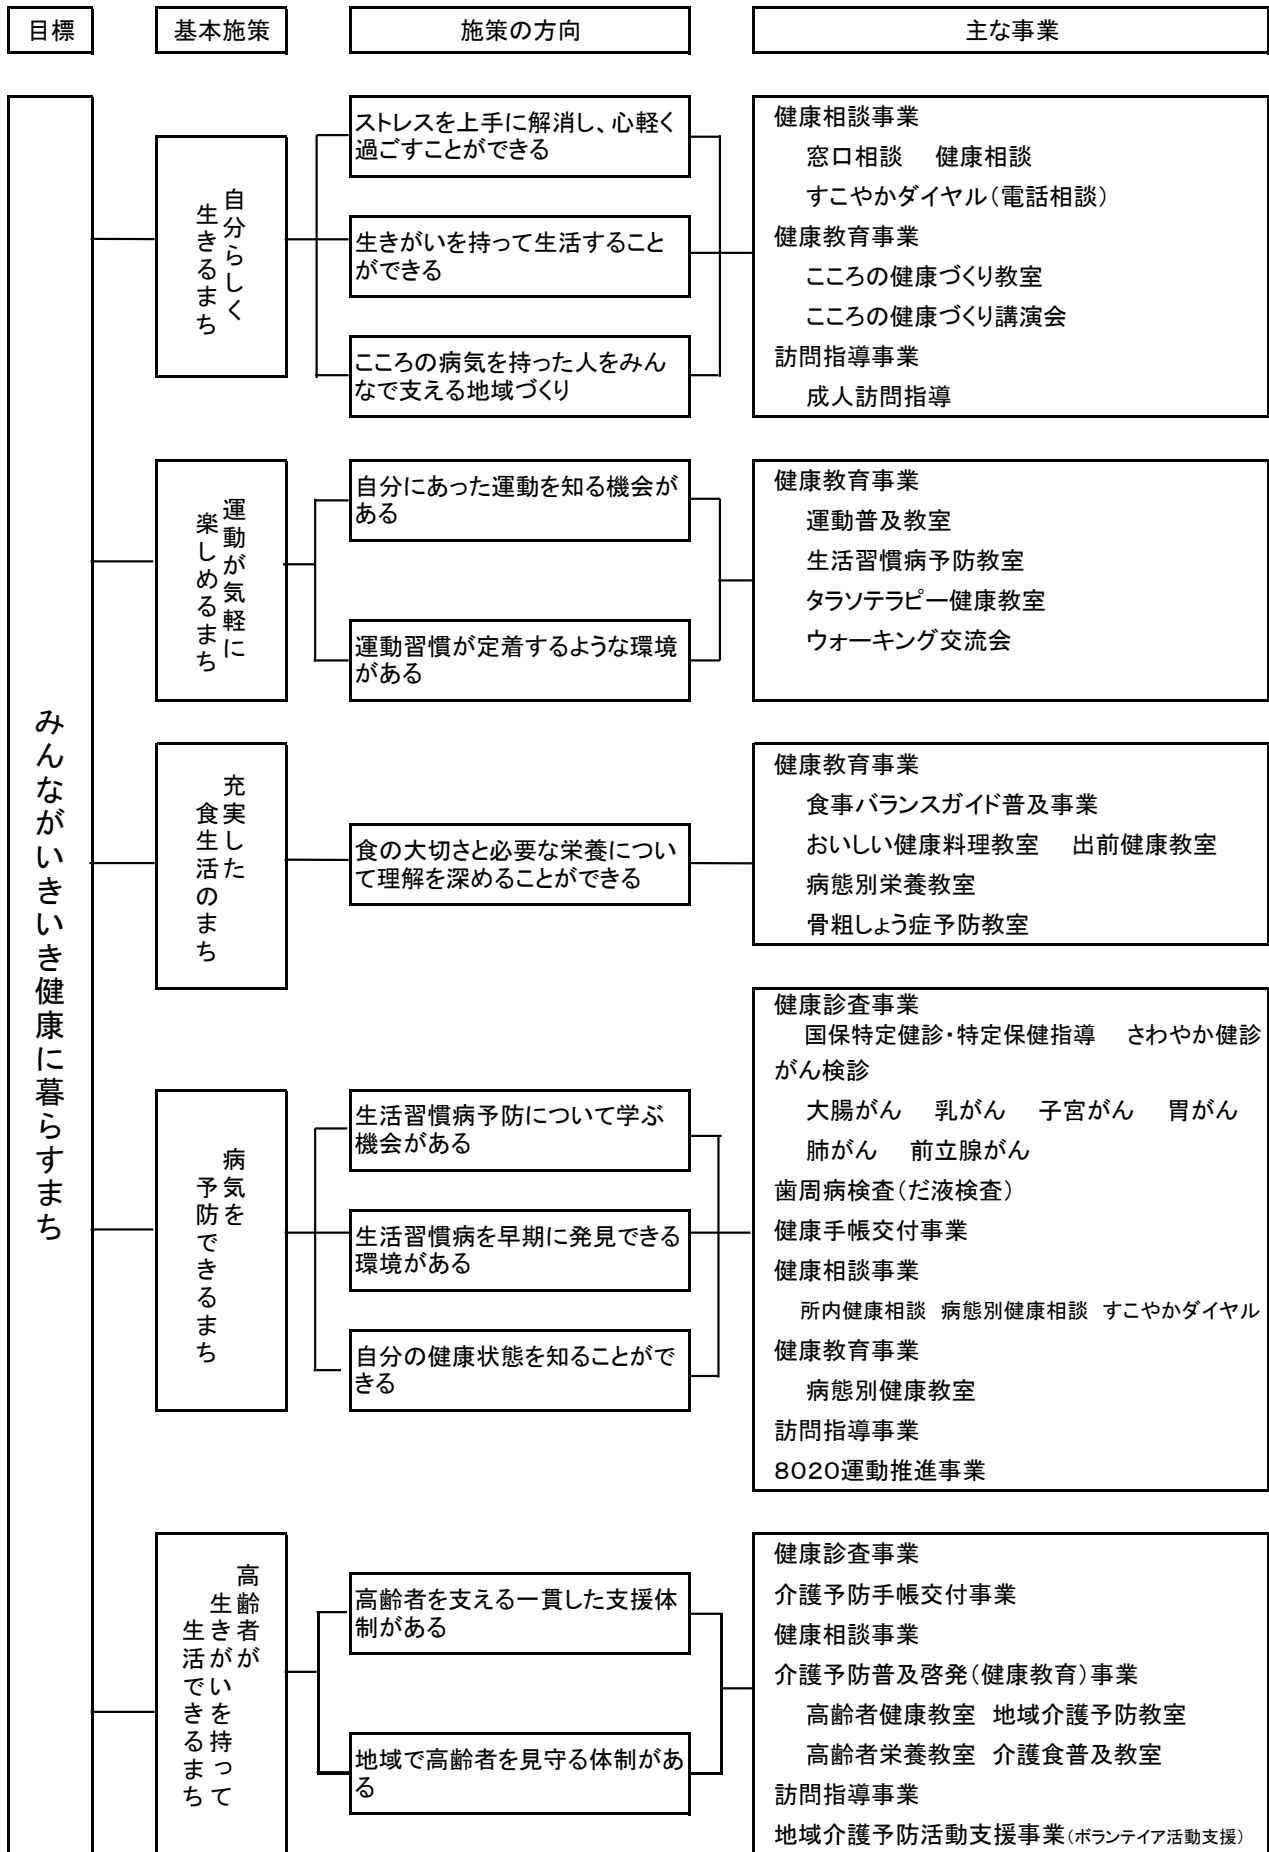 目標
基本施策
施策の方向
主な事業
みんながいきいき健康に暮らすまち
自分らしく
生きるまち
ストレスを上手に解消し、心軽く
過ごすことができる
生きがいを持って生活すること
ができる
こころの病気を持った人をみん
なで支える地域づくり
健康相談事業
窓口相談　健康相談
すこやかダイヤル（電話相談）
健康教育事業
こころの健康づくり教室
こころの健康づくり講演会
訪問指導事業
成人訪問指導
運動が気軽に
楽しめるまち
自分にあった運動を知る機会が
ある
運動習慣が定着するような環境
がある
健康教育事業
運動普及教室
生活習慣病予防教室
タラソテラピー健康教室
ウォーキング交流会
充実した
食生活のまち
食の大切さと必要な栄養につい
て理解を深めることができる
健康教育事業
食事バランスガイド普及事業
おいしい健康料理教室　出前健康教室
病態別栄養教室
骨粗しょう症予防教室
病気を
予防できるまち
生活習慣病予防について学ぶ
機会がある
生活習慣病を早期に発見できる
環境がある
自分の健康状態を知ることがで
きる
健康診査事業
国保特定健診・特定保健指導　さわやか健診
がん検診
大腸がん　乳がん　子宮がん　胃がん
肺がん　前立腺がん
歯周病検査（だ液検査）
健康手帳交付事業
健康相談事業
所内健康相談　病態別健康相談　すこやかダイヤル
健康教育事業
病態別健康教室
訪問指導事業
8020運動推進事業
高齢者が
生きがいを持って
生活できるまち
高齢者を支える一貫した支援体
制がある
地域で高齢者を見守る体制があ
る
健康診査事業
介護予防手帳交付事業
健康相談事業
介護予防普及啓発（健康教育）事業
高齢者健康教室　地域介護予防教室
高齢者栄養教室　介護食普及教室
訪問指導事業
地域介護予防活動支援事業（ボランテイア活動支援）